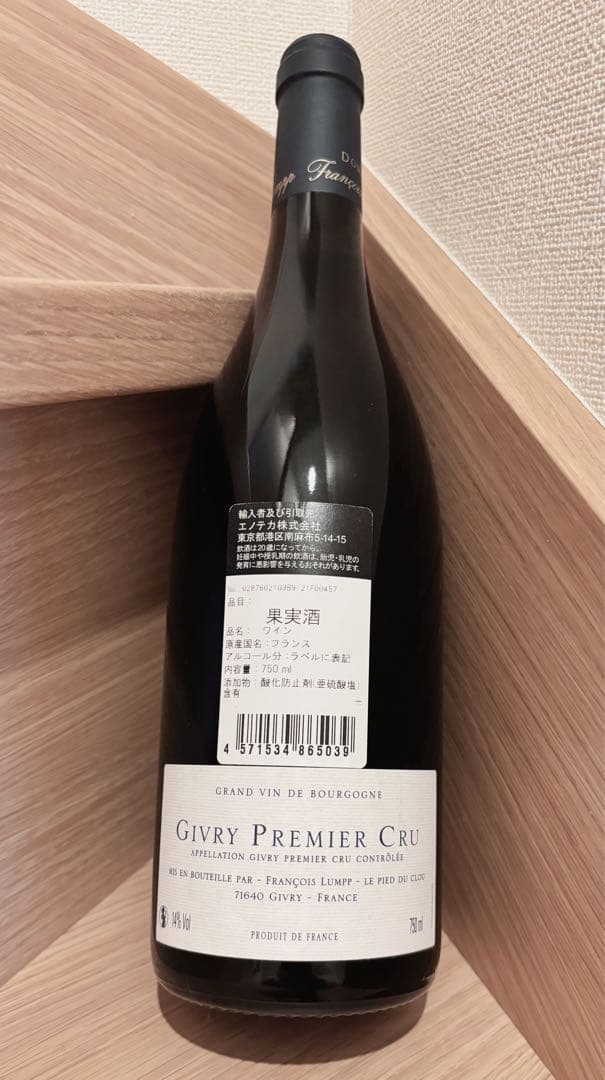 Do
François
輸入者及び引取先
エノテカ株式会社
東京都港区南麻布5-14-15
飲酒は20歳になってから。
妊娠中や授乳期の飲酒は、胎児・乳児の
発育に悪影響を与えるおそれがあります。
No.:028760210369 21F00457
品目:
果実酒
品名: ワイン
原産国名:フランス
アルコール分:ラベルに表記
内容量:750 ml
添加物:酸化防止剤(亜硫酸塩)
含有
4 571534 865039
GRAND VIN DE BOURGOGNE
GIVRY PREMIER CRU
APPELLATION GIVRY PREMIER CRU CONTRÔLÉE
MIS EN BOUTEILLE PAR - FRANÇOIS LUMPP - LE PIED DU CLOU
71640 GIVRY - FRANCE
14% Vol
750 ml
PRODUIT DE FRANCE